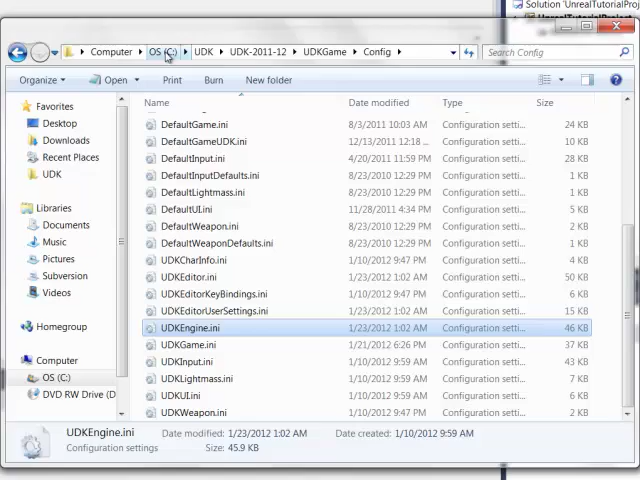 Solution 'UnrealTutorialProj
UnrealTutorialProject
Computer OS (C:) UDK UDK-2011-12 UDKGame Config
Search Config
Organize Open Print Burn New folder
Favorites
Desktop
Downloads
Recent Places
UDK
Libraries
Documents
Music
Pictures
Subversion
Videos
Homegroup
Computer
OS (C:)
DVD RW Drive (D
Name Date modified Type Size
DefaultGame.ini 8/3/2011 10:03 AM Configuration setti... 24 KB
DefaultGameUDK.ini 12/13/2011 12:18 ... Configuration setti... 10 KB
DefaultInput.ini 4/20/2011 11:59 PM Configuration setti... 28 KB
DefaultInputDefaults.ini 8/23/2010 12:29 PM Configuration setti... 1 KB
DefaultLightmass.ini 8/23/2010 12:29 PM Configuration setti... 1 KB
DefaultUI.ini 11/28/2011 4:34 PM Configuration setti... 5 KB
DefaultWeapon.ini 8/23/2010 12:29 PM Configuration setti... 1 KB
DefaultWeaponDefaults.ini 8/23/2010 12:29 PM Configuration setti... 1 KB
UDKCharInfo.ini 1/10/2012 9:47 PM Configuration setti... 1 KB
UDKEditor.ini 1/23/2012 1:02 AM Configuration setti... 50 KB
UDKEditorKeyBindings.ini 1/10/2012 9:47 PM Configuration setti... 6 KB
UDKEditorUserSettings.ini 1/23/2012 1:02 AM Configuration setti... 15 KB
UDKEngine.ini 1/23/2012 1:02 AM Configuration setti... 46 KB
UDKGame.ini 1/21/2012 6:26 PM Configuration setti... 37 KB
UDKInput.ini 1/10/2012 9:59 AM Configuration setti... 43 KB
UDKLightmass.ini 1/10/2012 9:59 AM Configuration setti... 7 KB
UDKUI.ini 1/10/2012 9:59 AM Configuration setti... 6 KB
UDKWeapon.ini 1/10/2012 9:59 AM Configuration setti... 2 KB
UDKEngine.ini Date modified: 1/23/2012 1:02 AM Date created: 1/10/2012 9:59 AM
Configuration settings Size: 45.9 KB